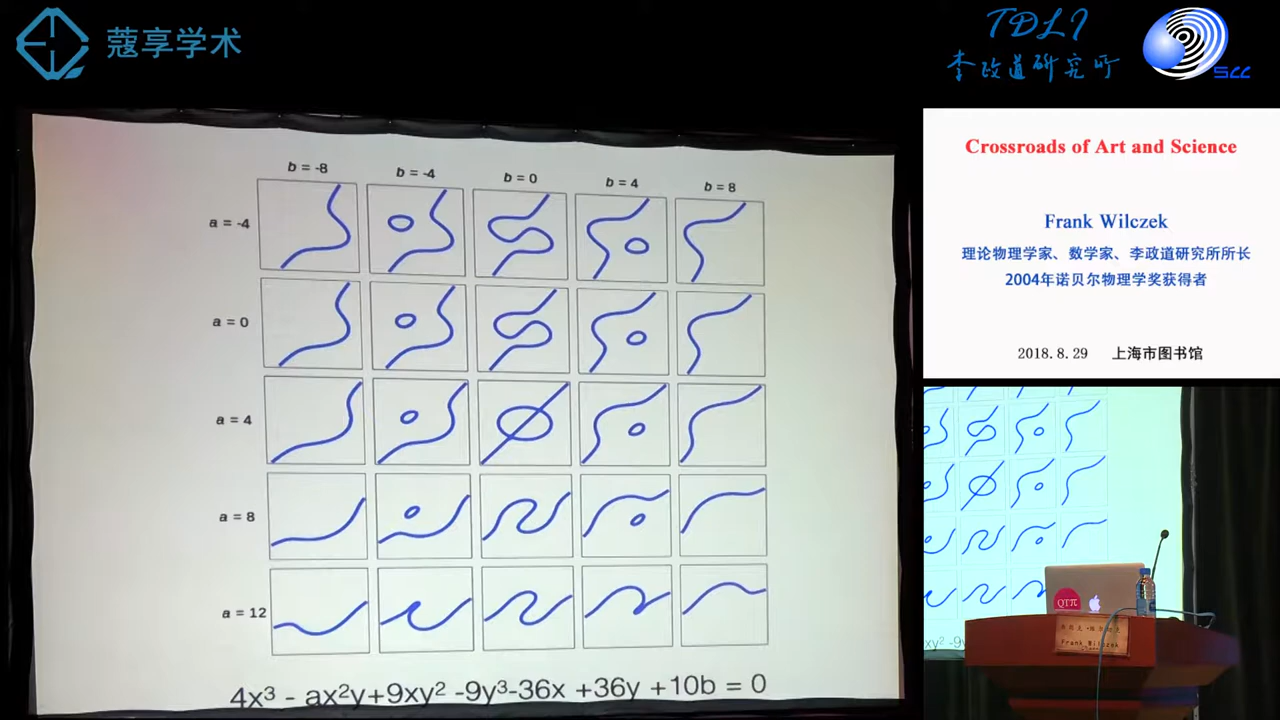 蔻享学术
TDLI
李政道研究所
SCC
b = -8
b = -4
b = 0
b = 4
b = 8
a = -4
a = 0
a = 4
a = 8
a = 12
4x³ - ax²y+9xy² -9y³-36x +36y +10b = 0
Crossroads of Art and Science
Frank Wilczek
理论物理学家、数学家、李政道研究所所长
2004年诺贝尔物理学奖获得者
2018.8.29 上海市图书馆
QTπ
Frank Wilczek